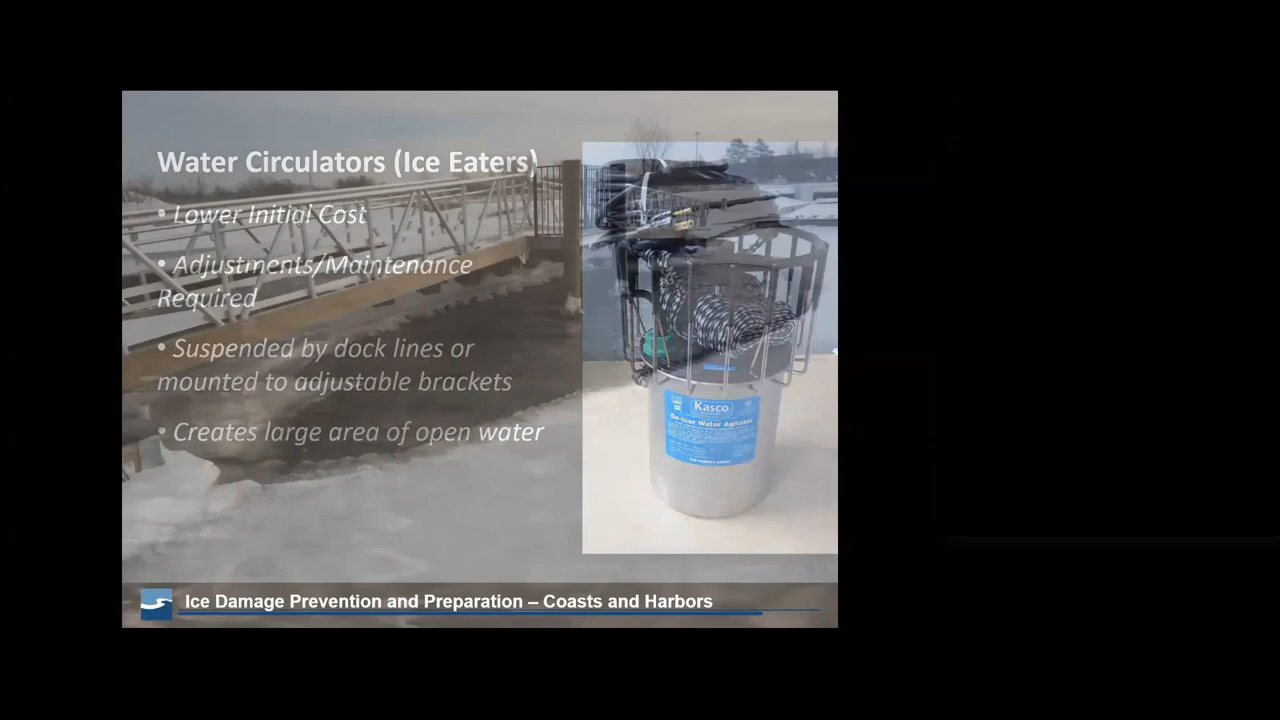 Water Circulators (Ice Eaters)
• Lower Initial Cost
• Adjustments/Maintenance
Required
• Suspended by dock lines or
mounted to adjustable brackets
• Creates large area of open water
Kasco
De-Icer Water Agitator
Ice Damage Prevention and Preparation – Coasts and Harbors